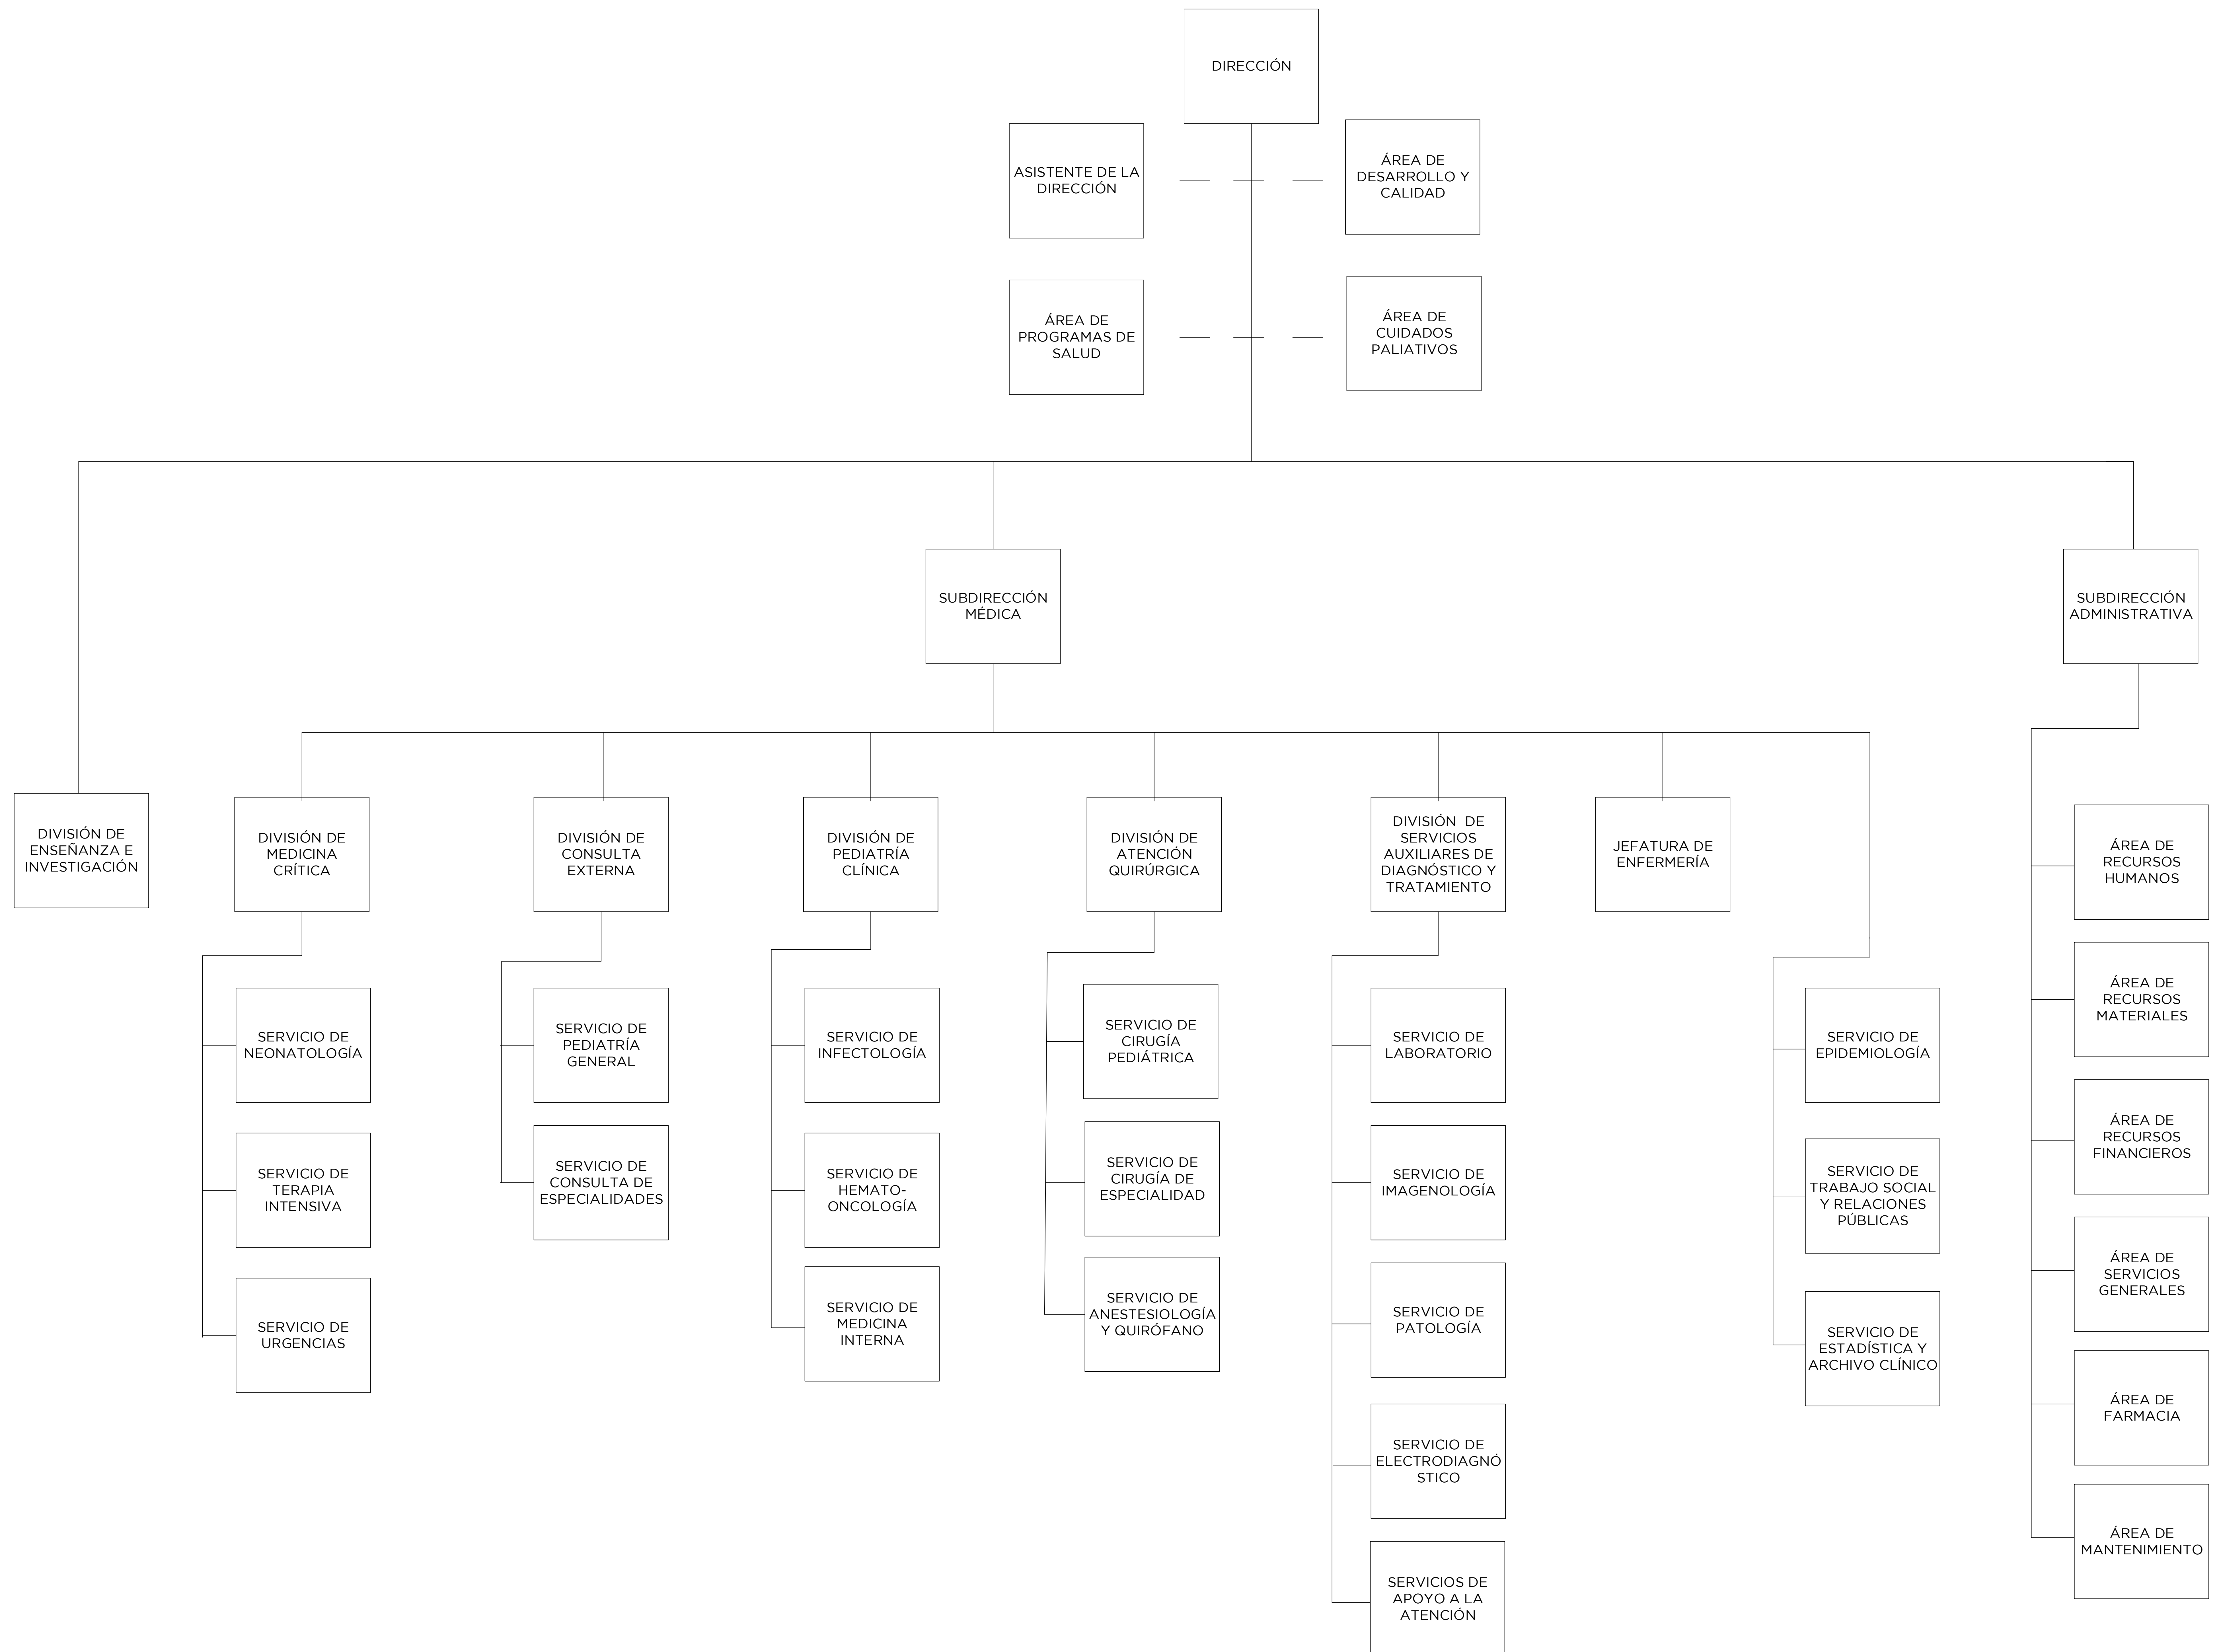 DIRECCIÓN
ASISTENTE DE LA
DIRECCIÓN
ÁREA DE
DESARROLLO Y
CALIDAD
ÁREA DE
PROGRAMAS DE
SALUD
ÁREA DE
CUIDADOS
PALIATIVOS
SUBDIRECCIÓN
MÉDICA
SUBDIRECCIÓN
ADMINISTRATIVA
DIVISIÓN DE
ENSEÑANZA E
INVESTIGACIÓN
DIVISIÓN DE
MEDICINA
CRÍTICA
DIVISIÓN DE
CONSULTA
EXTERNA
DIVISIÓN DE
PEDIATRÍA
CLÍNICA
DIVISIÓN DE
ATENCIÓN
QUIRÚRGICA
DIVISIÓN  DE
SERVICIOS
AUXILIARES DE
DIAGNÓSTICO Y
TRATAMIENTO
JEFATURA DE
ENFERMERÍA
SERVICIO DE
NEONATOLOGÍA
SERVICIO DE
TERAPIA
INTENSIVA
SERVICIO DE
URGENCIAS
SERVICIO DE
PEDIATRÍA
GENERAL
SERVICIO DE
CONSULTA DE
ESPECIALIDADES
SERVICIO DE
INFECTOLOGÍA
SERVICIO DE
HEMATO-
ONCOLOGÍA
SERVICIO DE
MEDICINA
INTERNA
SERVICIO DE
CIRUGÍA
PEDIÁTRICA
SERVICIO DE
CIRUGÍA DE
ESPECIALIDAD
SERVICIO DE
ANESTESIOLOGÍA
Y QUIRÓFANO
SERVICIO DE
LABORATORIO
SERVICIO DE
IMAGENOLOGÍA
SERVICIO DE
PATOLOGÍA
SERVICIO DE
ELECTRODIAGNÓ
STICO
SERVICIOS DE
APOYO A LA
ATENCIÓN
SERVICIO DE
EPIDEMIOLOGÍA
SERVICIO DE
TRABAJO SOCIAL
Y RELACIONES
PÚBLICAS
SERVICIO DE
ESTADÍSTICA Y
ARCHIVO CLÍNICO
ÁREA DE
RECURSOS
HUMANOS
ÁREA DE
RECURSOS
MATERIALES
ÁREA DE
RECURSOS
FINANCIEROS
ÁREA DE
SERVICIOS
GENERALES
ÁREA DE
FARMACIA
ÁREA DE
MANTENIMIENTO